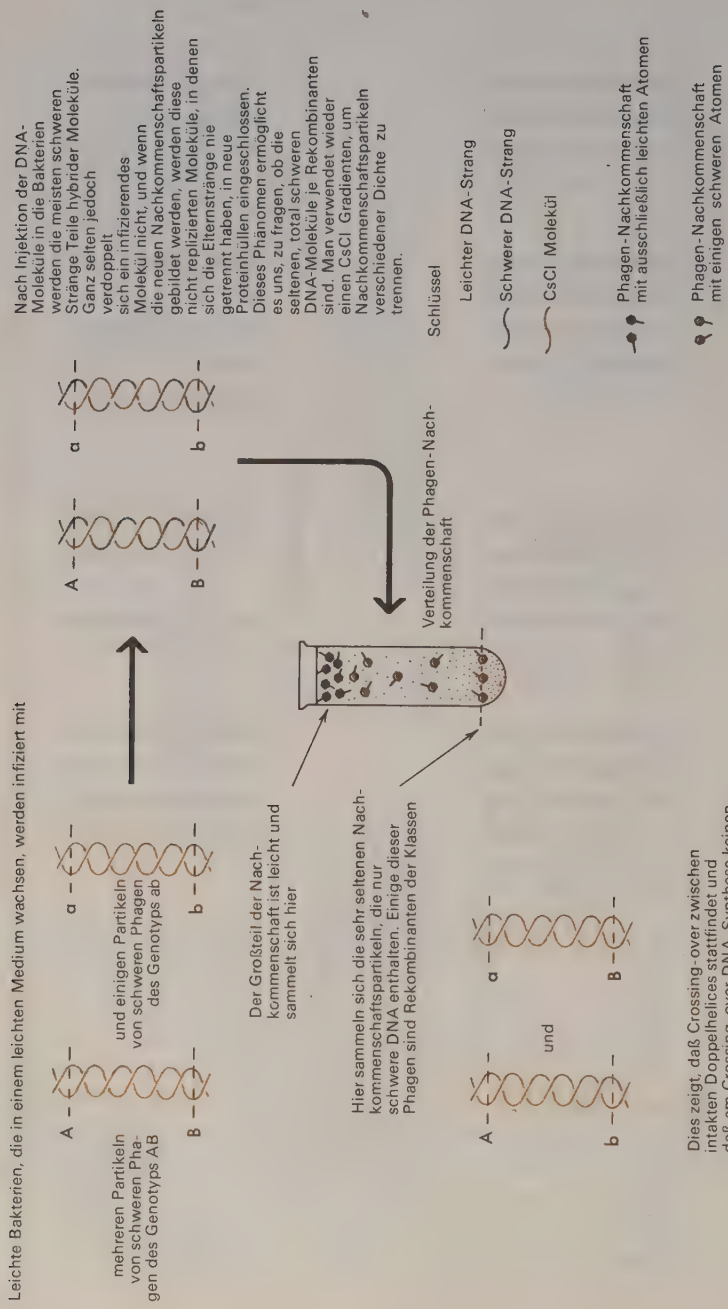 Leichte Bakterien, die in einem leichten Medium wachsen, werden infiziert mit
A
B
mehreren Partikeln
von schweren Pha-
gen des Genotyps AB
und einigen Partikeln
von schweren Phagen
des Genotyps ab
a
b
A
B
a
b
Nach Injektion der DNA-
Moleküle in die Bakterien
werden die meisten schweren
Stränge Teile hybrider Moleküle.
Ganz selten jedoch
verdoppelt
sich ein infizierendes
Molekül nicht, und wenn
die neuen Nachkommenschaftspartikeln
gebildet werden, werden diese
nicht replizierten Moleküle, in denen
sich die Elternstränge nie
getrennt haben, in neue
Proteinhüllen eingeschlossen.
Dieses Phänomen ermöglicht
es uns, zu fragen, ob die
seltenen, total schweren
DNA-Moleküle je Rekombinanten
sind. Man verwendet wieder
einen CsCl Gradienten, um
Nachkommenschaftspartikeln
verschiedener Dichte zu
trennen.
Der Großteil der Nach-
kommenschaft ist leicht und
sammelt sich hier
Verteilung der Phagen-Nach-
kommenschaft
Hier sammeln sich die sehr seltenen Nach-
kommenschaftspartikeln, die nur
schwere DNA enthalten. Einige dieser
Phagen sind Rekombinanten der Klassen
A
b
und
a
B
Schlüssel
Leichter DNA-Strang
Schwerer DNA-Strang
CsCl Molekül
Phagen-Nachkommenschaft
mit ausschließlich leichten Atomen
Phagen-Nachkommenschaft
mit einigen schweren Atomen
Dies zeigt, daß Crossing-over zwischen
intakten Doppelhelices stattfindet und
daß am Crossing-over DNA-Synthese keinen